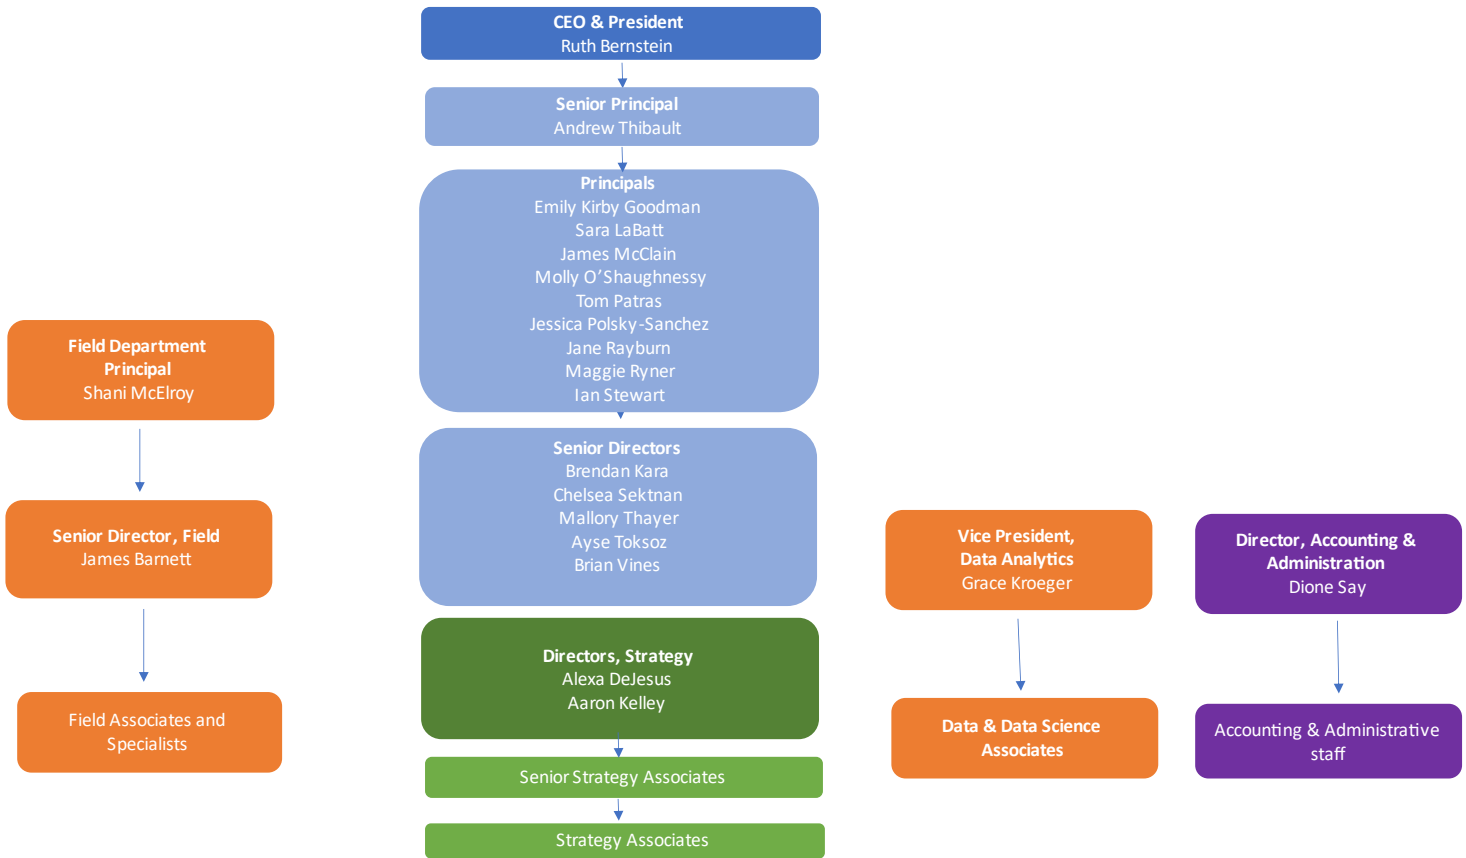 CEO & President
Ruth Bernstein
Senior Principal
Andrew Thibault
Principals
Emily Kirby Goodman
Sara LaBatt
James McClain
Molly O’Shaughnessy
Tom Patras
Jessica Polsky-Sanchez
Jane Rayburn
Maggie Ryner
Ian Stewart
Field Department
Principal
Shani McElroy
Senior Directors
Brendan Kara
Chelsea Sektnan
Mallory Thayer
Ayse Toksoz
Brian Vines
Senior Director, Field
James Barnett
Vice President,
Data Analytics
Grace Kroeger
Director, Accounting &
Administration
Dione Say
Directors, Strategy
Alexa DeJesus
Aaron Kelley
Field Associates and
Specialists
Data & Data Science
Associates
Accounting & Administrative
staff
Senior Strategy Associates
Strategy Associates